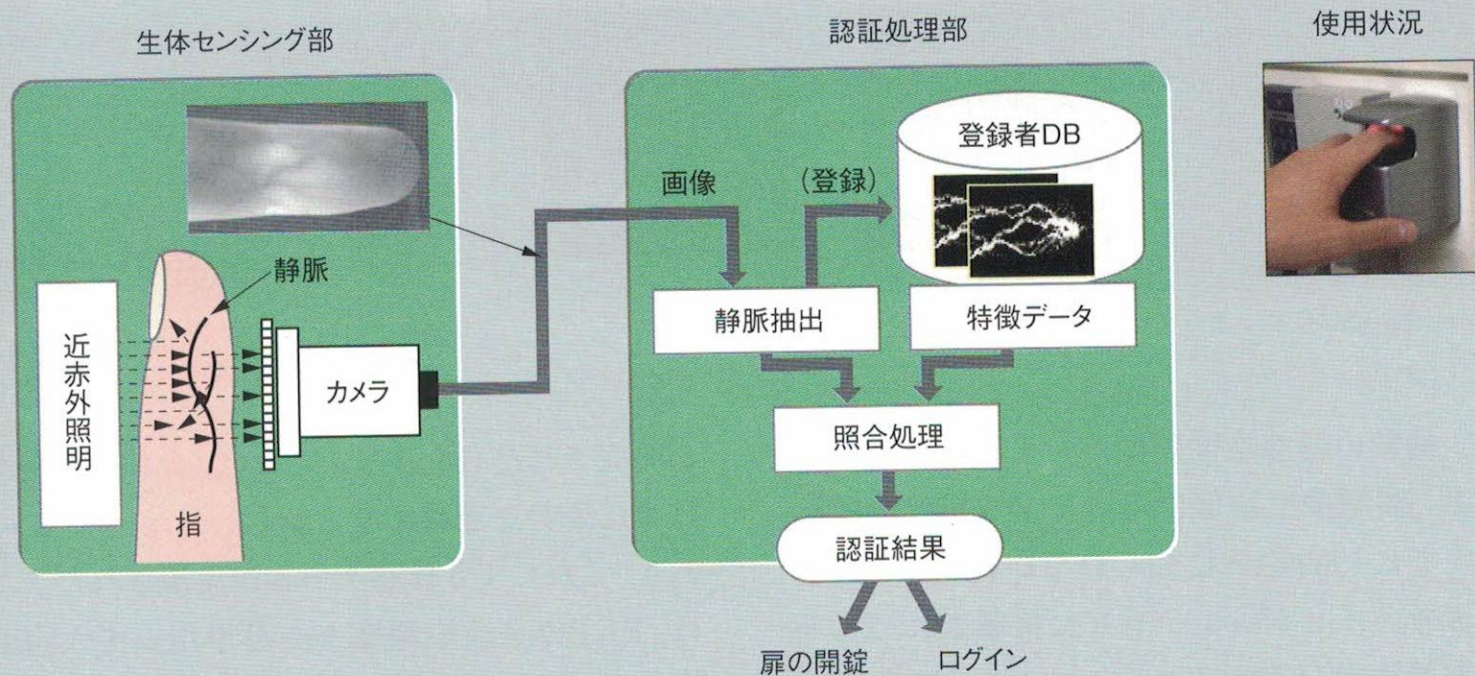 生体センシング部
認証処理部
使用状況
静脈
近赤外照明
指
カメラ
画像
(登録)
登録者DB
静脈抽出
特徴データ
照合処理
認証結果
扉の開錠
ログイン